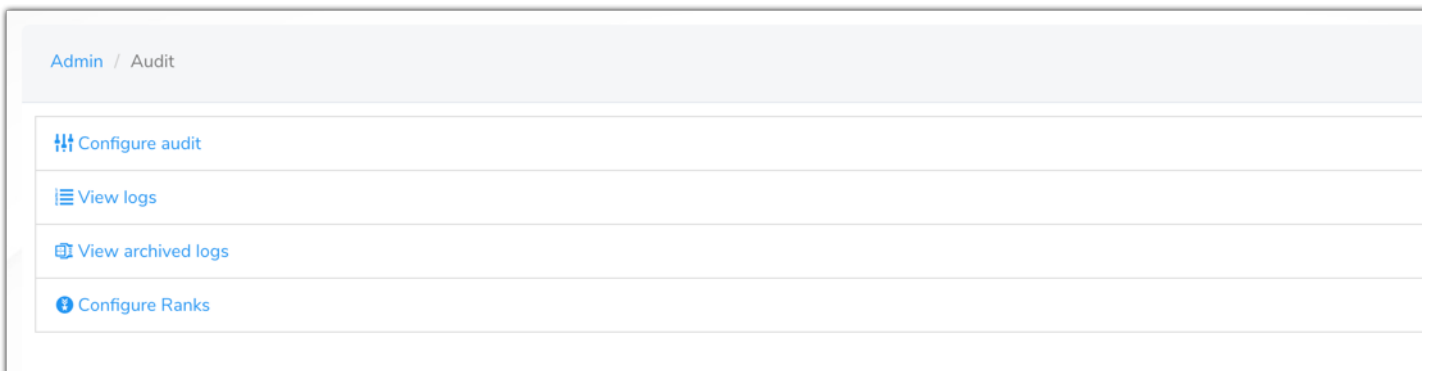 Admin / Audit
Configure audit
View logs
View archived logs
Configure Ranks